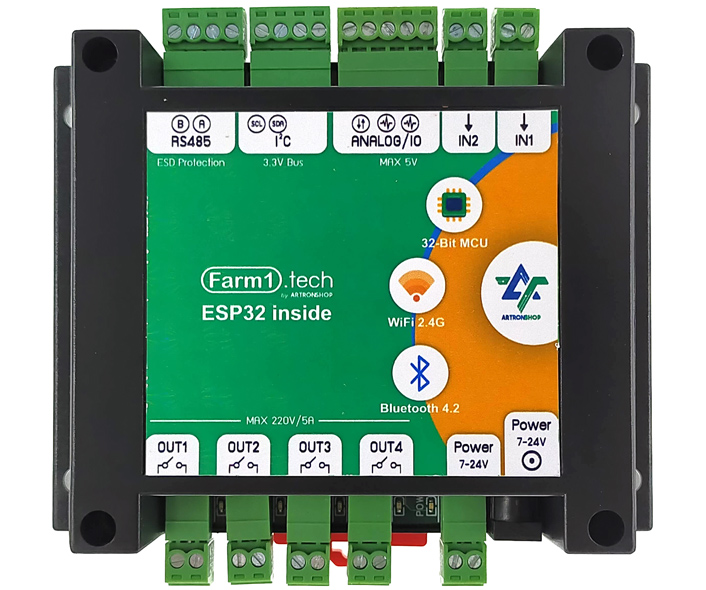 B A
RS485
ESD Protection
SCL SDA
I²C
3.3V Bus
ANALOG/IO
MAX 5V
IN2
IN1
32-Bit MCU
Farm1.tech
by ARTRONSHOP
ESP32 inside
WiFi 2.4G
ARTRONSHOP
Bluetooth 4.2
MAX 220V/5A
OUT1
OUT2
OUT3
OUT4
Power
7-24V
Power
7-24V